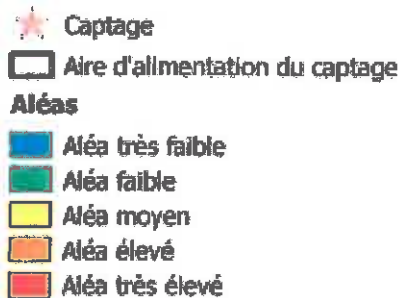 Captage
Aire d'alimentation du captage
Aléas
Aléa très faible
Aléa faible
Aléa moyen
Aléa élevé
Aléa très élevé